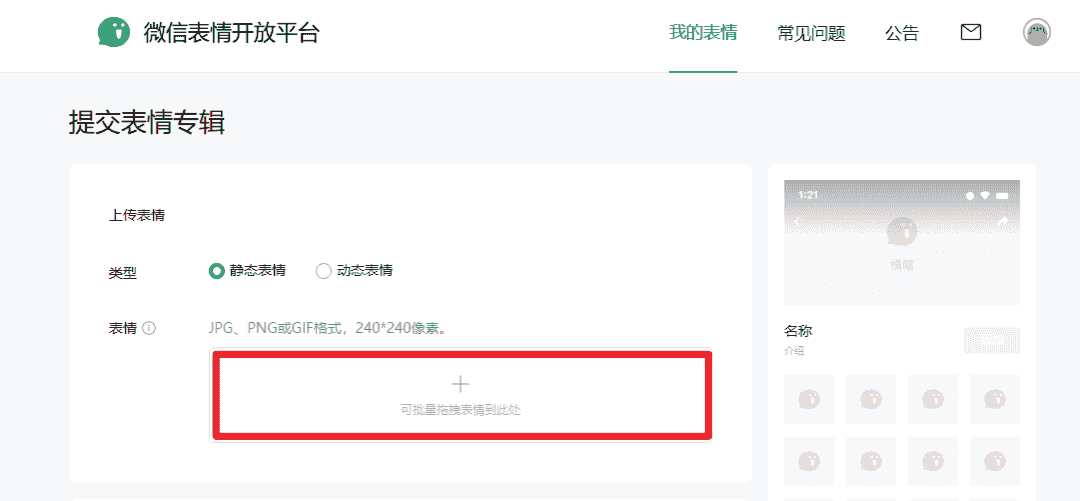 微信表情开放平台
我的表情
常见问题
公告
提交表情专辑
上传表情
类型
静态表情
动态表情
表情
JPG、PNG或GIF格式，240*240像素。
可批量拖拽表情到此处
1:21
横幅
名称
介绍